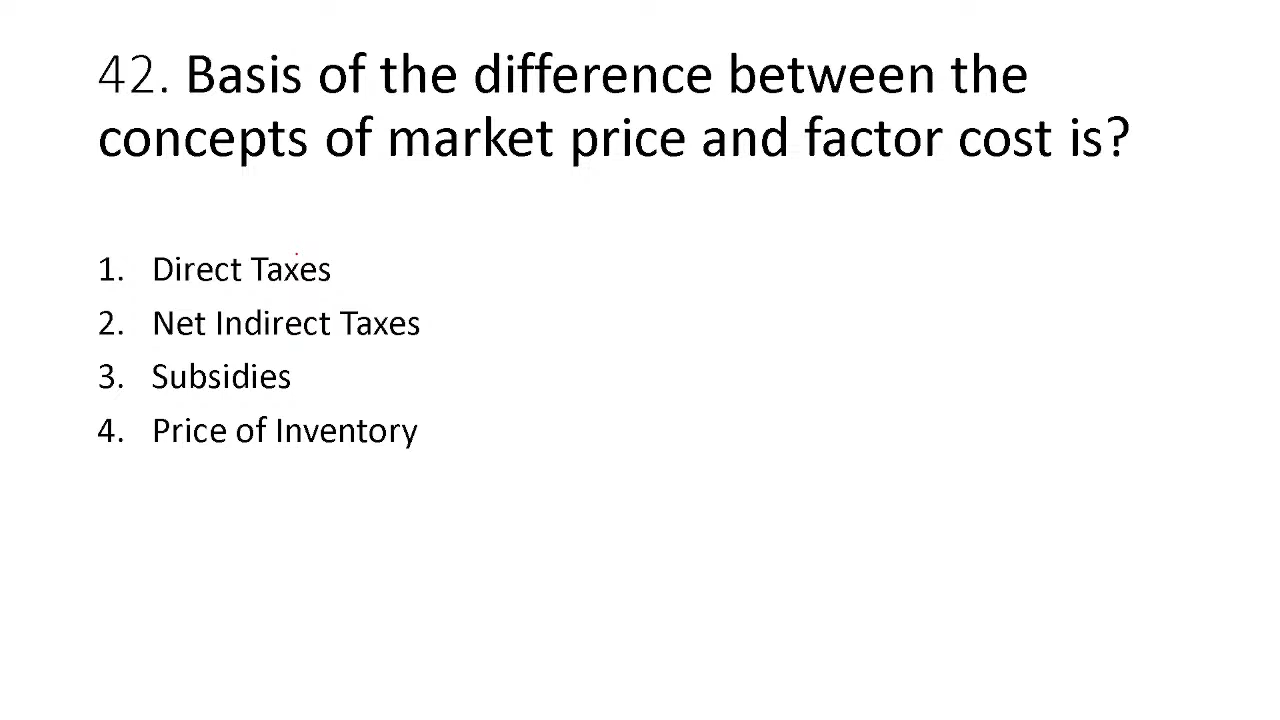 42. Basis of the difference between the
concepts of market price and factor cost is?
1. Direct Taxes
2. Net Indirect Taxes
3. Subsidies
4. Price of Inventory